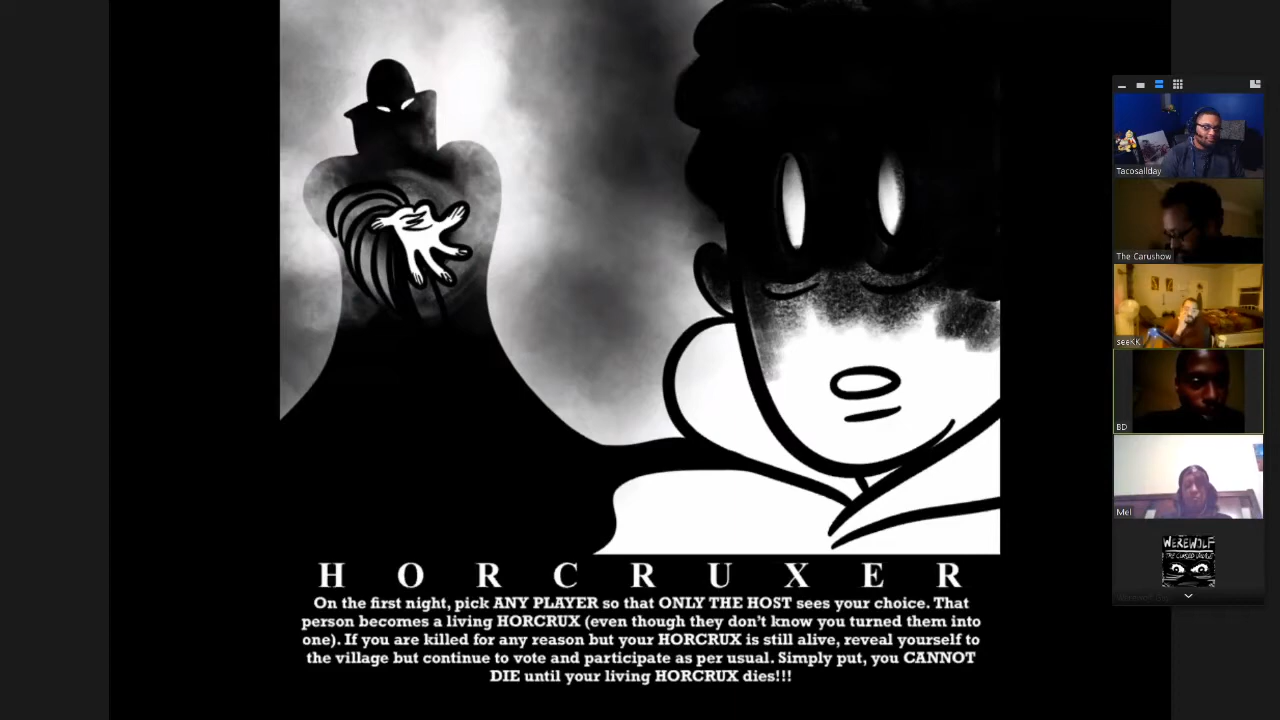 Tacosallday
The Carushow
seeKK
BD
Mel
WEREWOLF
THE CURSED VILLAGE
HORCRUXER
On the first night, pick ANY PLAYER so that ONLY THE HOST sees your choice. That
person becomes a living HORCRUX (even though they don't know you turned them into
one). If you are killed for any reason but your HORCRUX is still alive, reveal yourself to
the village but continue to vote and participate as per usual. Simply put, you CANNOT
DIE until your living HORCRUX dies!!!